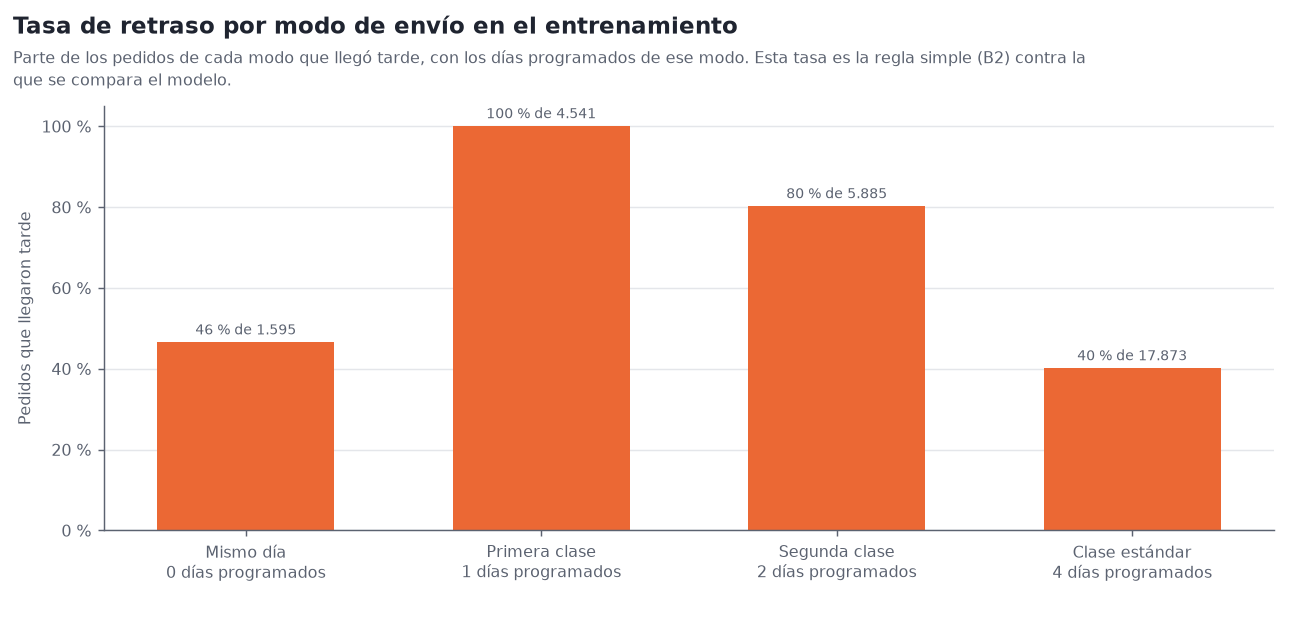 Tasa de retraso por modo de envío en el entrenamiento
Parte de los pedidos de cada modo que llegó tarde, con los días programados de ese modo. Esta tasa es la regla simple (B2) contra la
que se compara el modelo.
Pedidos que llegaron tarde
100 %
80 %
60 %
40 %
20 %
0 %
46 % de 1.595
100 % de 4.541
80 % de 5.885
40 % de 17.873
Mismo día
0 días programados
Primera clase
1 días programados
Segunda clase
2 días programados
Clase estándar
4 días programados